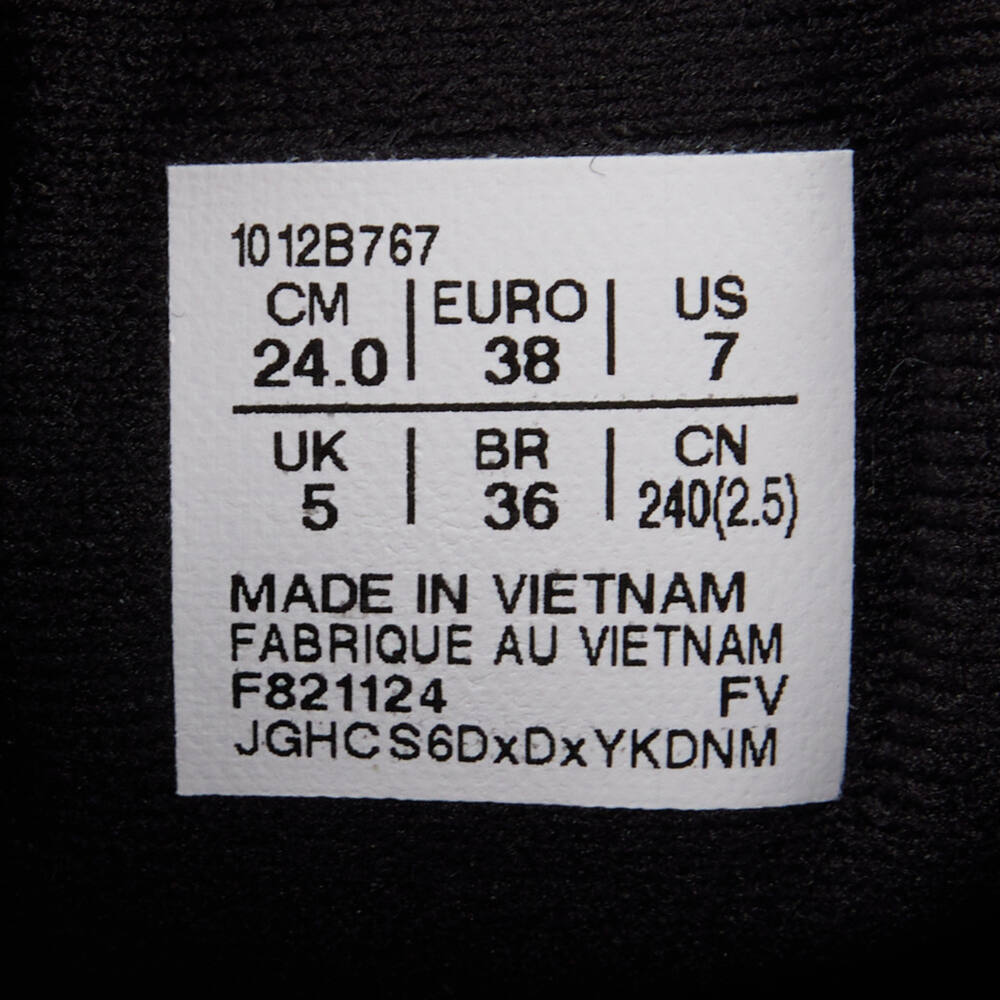 1012B767
CM | EURO | US
24.0 | 38 | 7
UK | BR | CN
5 | 36 | 240(2.5)
MADE IN VIETNAM
FABRIQUE AU VIETNAM
F821124 FV
JGHCS6DxDxYKDNM